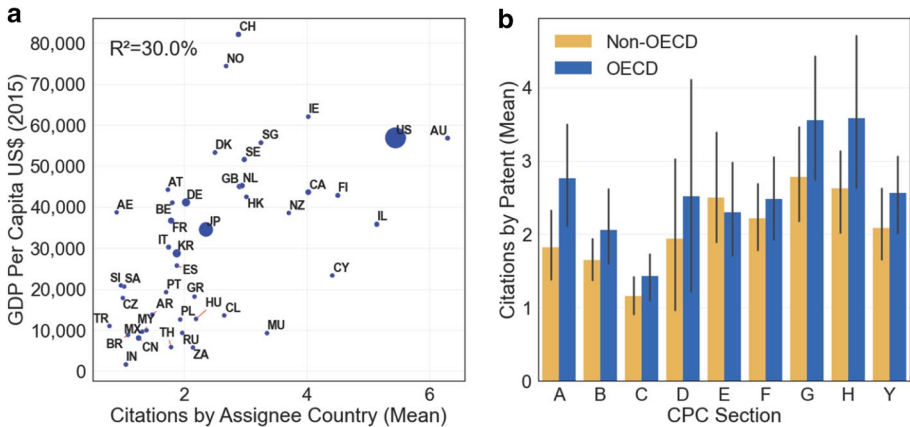 a
R²=30.0%
GDP Per Capita US$ (2015)
80,000
70,000
60,000
50,000
40,000
30,000
20,000
10,000
0
CH
NO
IE
US
AU
SG
DK
SE
GB
NL
HK
CA
FI
NZ
IL
AT
DE
BE
AE
FR
JP
IT
KR
ES
CY
SI
SA
PT
GR
CZ
AR
HU
CL
PL
TR
MY
MX
MU
BR
CN
TH
RU
ZA
IN
2
4
6
Citations by Assignee Country (Mean)
b
Non-OECD
OECD
Citations by Patent (Mean)
4
3
2
1
0
A
B
C
D
E
F
G
H
Y
CPC Section